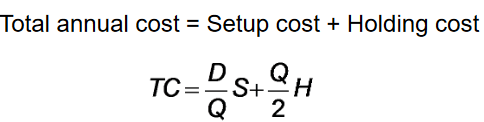 Total annual cost = Setup cost + Holding cost
TC = D/Q S + Q/2 H